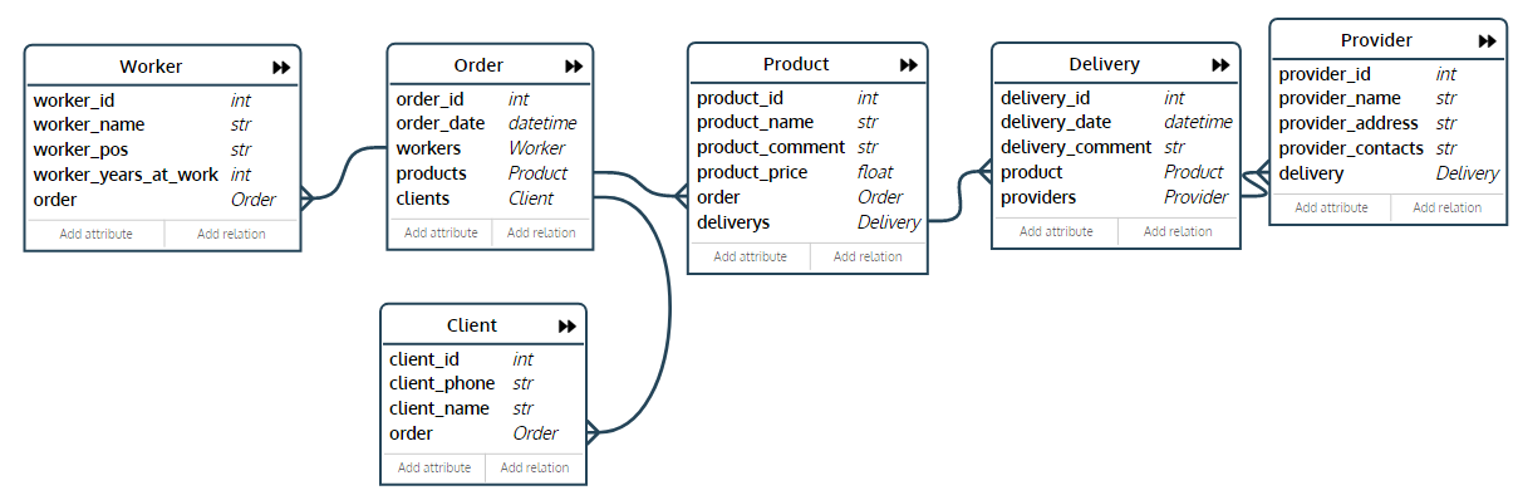 Worker
worker_id int
worker_name str
worker_pos str
worker_years_at_work int
order Order
Add attribute Add relation
Order
order_id int
order_date datetime
workers Worker
products Product
clients Client
Add attribute Add relation
Product
product_id int
product_name str
product_comment str
product_price float
order Order
deliverys Delivery
Add attribute Add relation
Delivery
delivery_id int
delivery_date datetime
delivery_comment str
product Product
providers Provider
Add attribute Add relation
Provider
provider_id int
provider_name str
provider_address str
provider_contacts str
delivery Delivery
Add attribute Add relation
Client
client_id int
client_phone str
client_name str
order Order
Add attribute Add relation